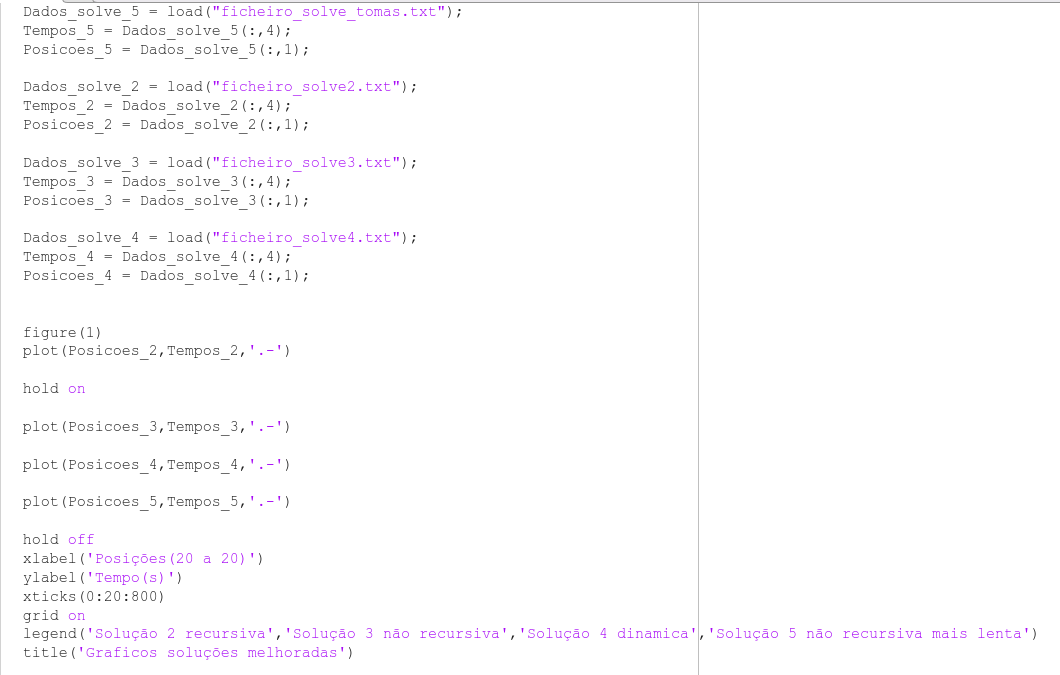 Dados_solve_5 = load("ficheiro_solve_tomas.txt");
Tempos_5 = Dados_solve_5(:,4);
Posicoes_5 = Dados_solve_5(:,1);
Dados_solve_2 = load("ficheiro_solve2.txt");
Tempos_2 = Dados_solve_2(:,4);
Posicoes_2 = Dados_solve_2(:,1);
Dados_solve_3 = load("ficheiro_solve3.txt");
Tempos_3 = Dados_solve_3(:,4);
Posicoes_3 = Dados_solve_3(:,1);
Dados_solve_4 = load("ficheiro_solve4.txt");
Tempos_4 = Dados_solve_4(:,4);
Posicoes_4 = Dados_solve_4(:,1);
figure(1)
plot(Posicoes_2,Tempos_2,'.-')
hold on
plot(Posicoes_3,Tempos_3,'.-')
plot(Posicoes_4,Tempos_4,'.-')
plot(Posicoes_5,Tempos_5,'.-')
hold off
xlabel('Posições(20 a 20)')
ylabel('Tempo(s)')
xticks(0:20:800)
grid on
legend('Solução 2 recursiva','Solução 3 não recursiva','Solução 4 dinamica','Solução 5 não recursiva mais lenta')
title('Graficos soluções melhoradas')